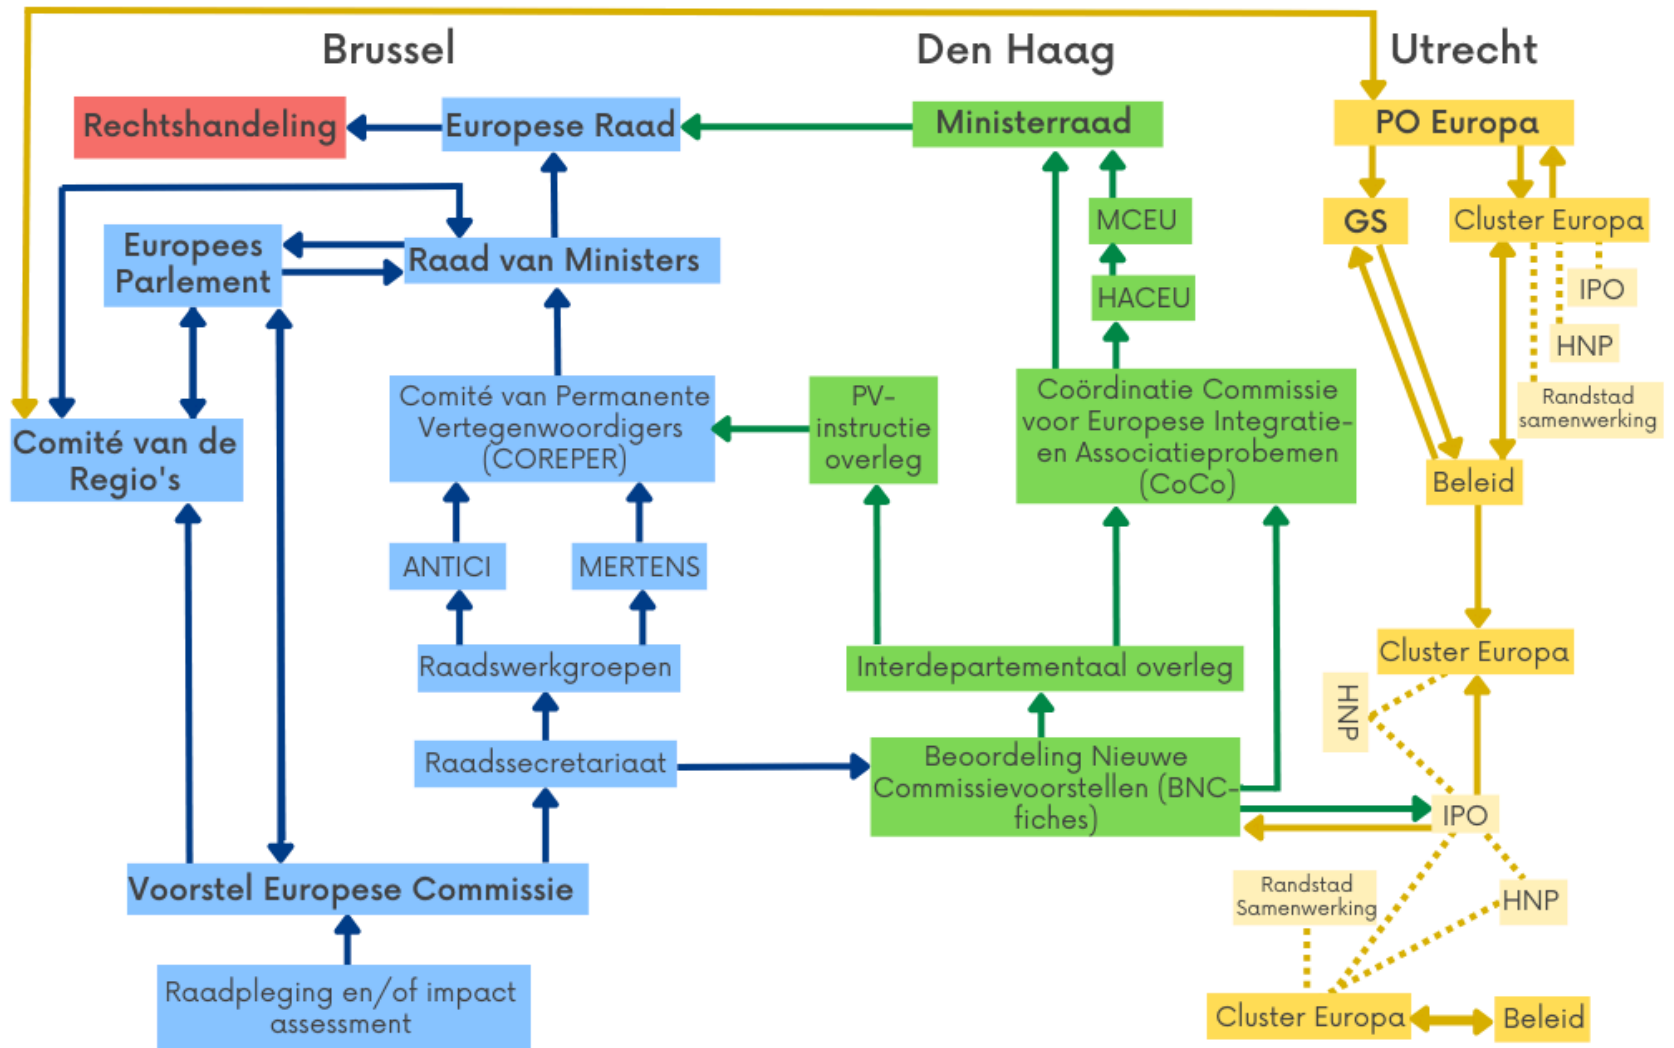 Brussel
Den Haag
Utrecht
Rechtshandeling
Europese Raad
Ministerraad
PO Europa
Europees
Parlement
Raad van Ministers
MCEU
HACEU
GS
Cluster Europa
IPO
HNP
Randstad
samenwerking
Comité van de
Regio's
Comité van Permanente
Vertegenwoordigers
(COREPER)
PV-
instructie
overleg
Coördinatie Commissie
voor Europese Integratie-
en Associatieprobemen
(CoCo)
Beleid
ANTICI
MERTENS
Raadswerkgroepen
Interdepartementaal overleg
Cluster Europa
HNP
Raadssecretariaat
Beoordeling Nieuwe
Commissievoorstellen (BNC-
fiches)
IPO
Voorstel Europese Commissie
Randstad
Samenwerking
HNP
Raadpleging en/of impact
assessment
Cluster Europa
Beleid